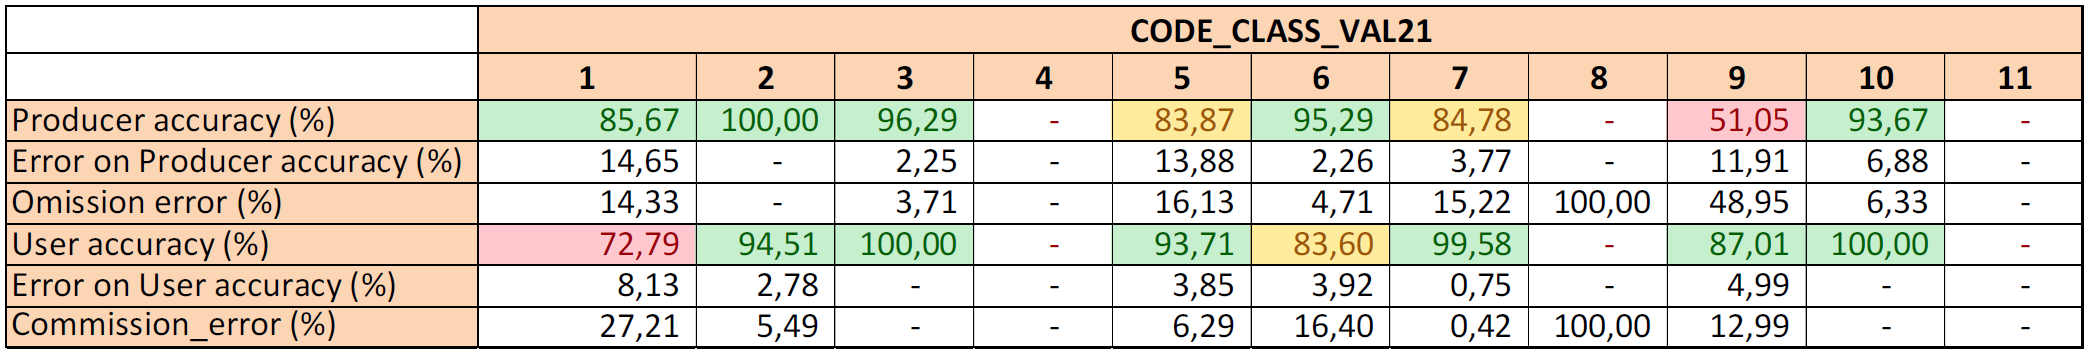 CODE_CLASS_VAL21
1 2 3 4 5 6 7 8 9 10 11
Producer accuracy (%) 85,67 100,00 96,29 - 83,87 95,29 84,78 - 51,05 93,67 -
Error on Producer accuracy (%) 14,65 - 2,25 - 13,88 2,26 3,77 - 11,91 6,88 -
Omission error (%) 14,33 - 3,71 - 16,13 4,71 15,22 100,00 48,95 6,33 -
User accuracy (%) 72,79 94,51 100,00 - 93,71 83,60 99,58 - 87,01 100,00 -
Error on User accuracy (%) 8,13 2,78 - - 3,85 3,92 0,75 - 4,99 - -
Commission_error (%) 27,21 5,49 - - 6,29 16,40 0,42 100,00 12,99 - -